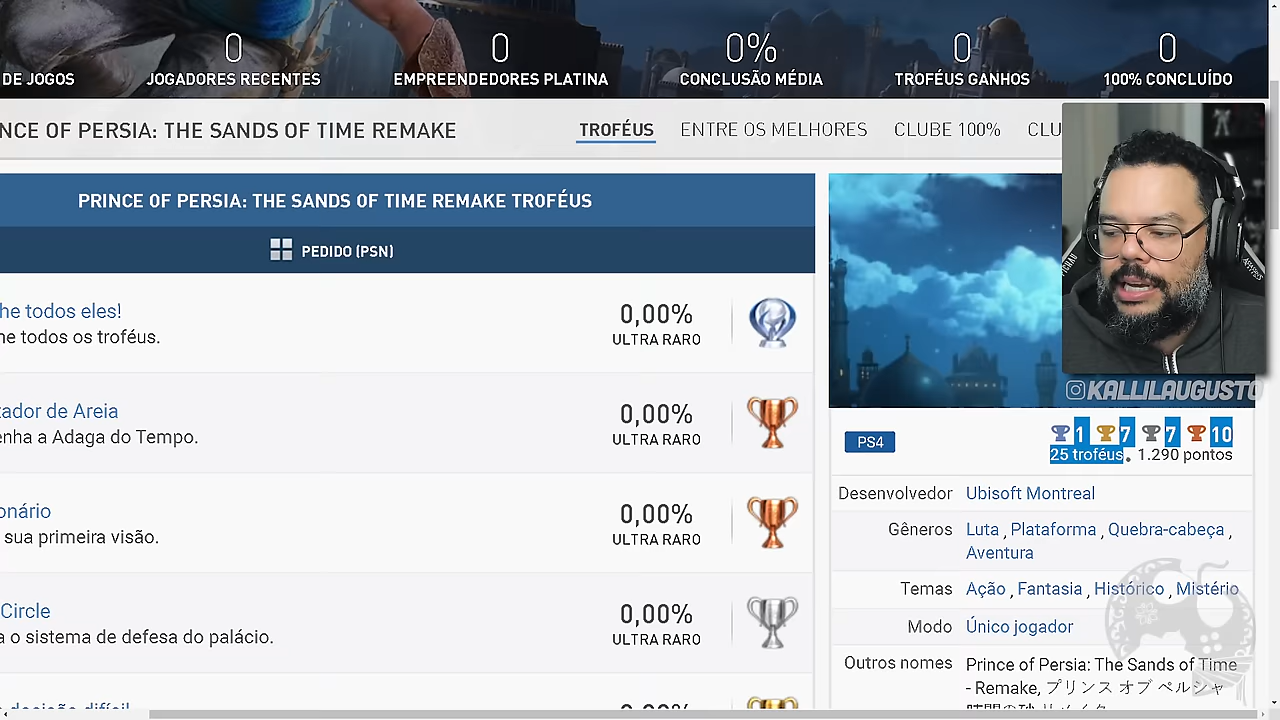 0 0 0% 0 0
DE JOGOS JOGADORES RECENTES EMPREENDEDORES PLATINA CONCLUSÃO MÉDIA TROFÉUS GANHOS 100% CONCLUÍDO
NCE OF PERSIA: THE SANDS OF TIME REMAKE TROFÉUS ENTRE OS MELHORES CLUBE 100% CLU
PRINCE OF PERSIA: THE SANDS OF TIME REMAKE TROFÉUS
PEDIDO (PSN)
he todos eles! 0,00%
ne todos os troféus. ULTRA RARO
tador de Areia 0,00%
enha a Adaga do Tempo. ULTRA RARO
onário 0,00%
sua primeira visão. ULTRA RARO
Circle 0,00%
a o sistema de defesa do palácio. ULTRA RARO
KALLILAUGUSTO
PS4 1 7 7 10
25 troféus • 1.290 pontos
Desenvolvedor Ubisoft Montreal
Gêneros Luta , Plataforma , Quebra-cabeça ,
Aventura
Temas Ação , Fantasia , Histórico , Mistério
Modo Único jogador
Outros nomes Prince of Persia: The Sands of Time
- Remake, プリンス オブ ペルシャ